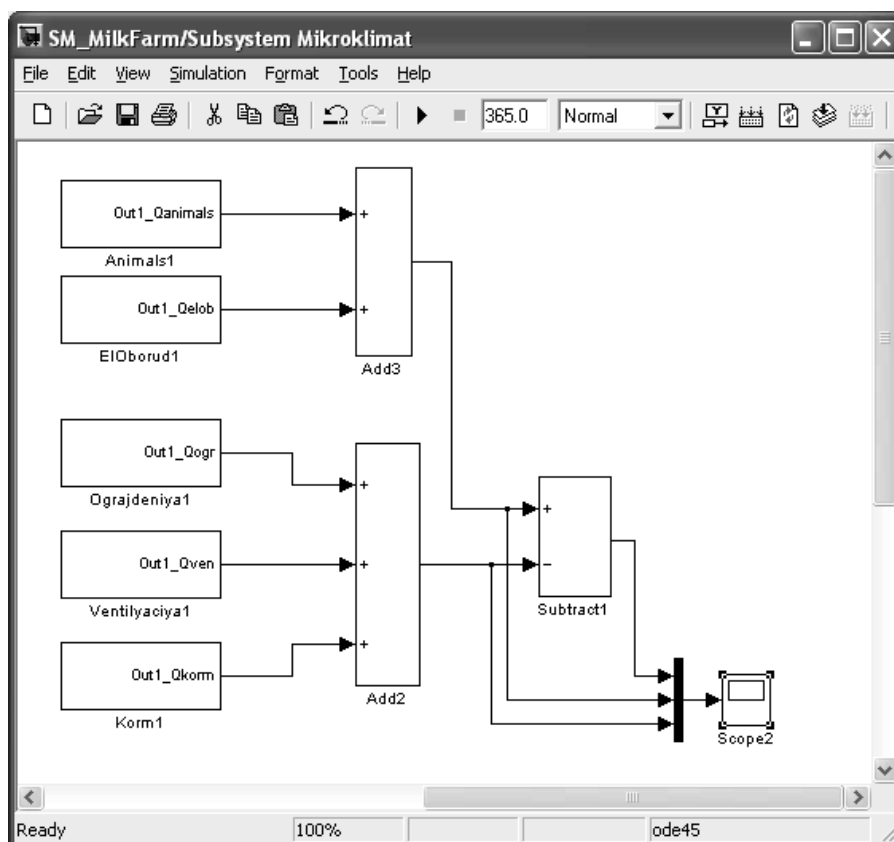 SM_MilkFarm/Subsystem Mikroklimat
File Edit View Simulation Format Tools Help
365.0 Normal
Out1_Qanimals
+
Animals1
Out1_Qelob
+
ElOborud1
Add3
Out1_Qogr
+
Ograjdeniya1
+
Out1_Qven
+
−
Ventilyaciya1
Subtract1
Out1_Qkorm
+
Add2
Korm1
Scope2
Ready 100% ode45